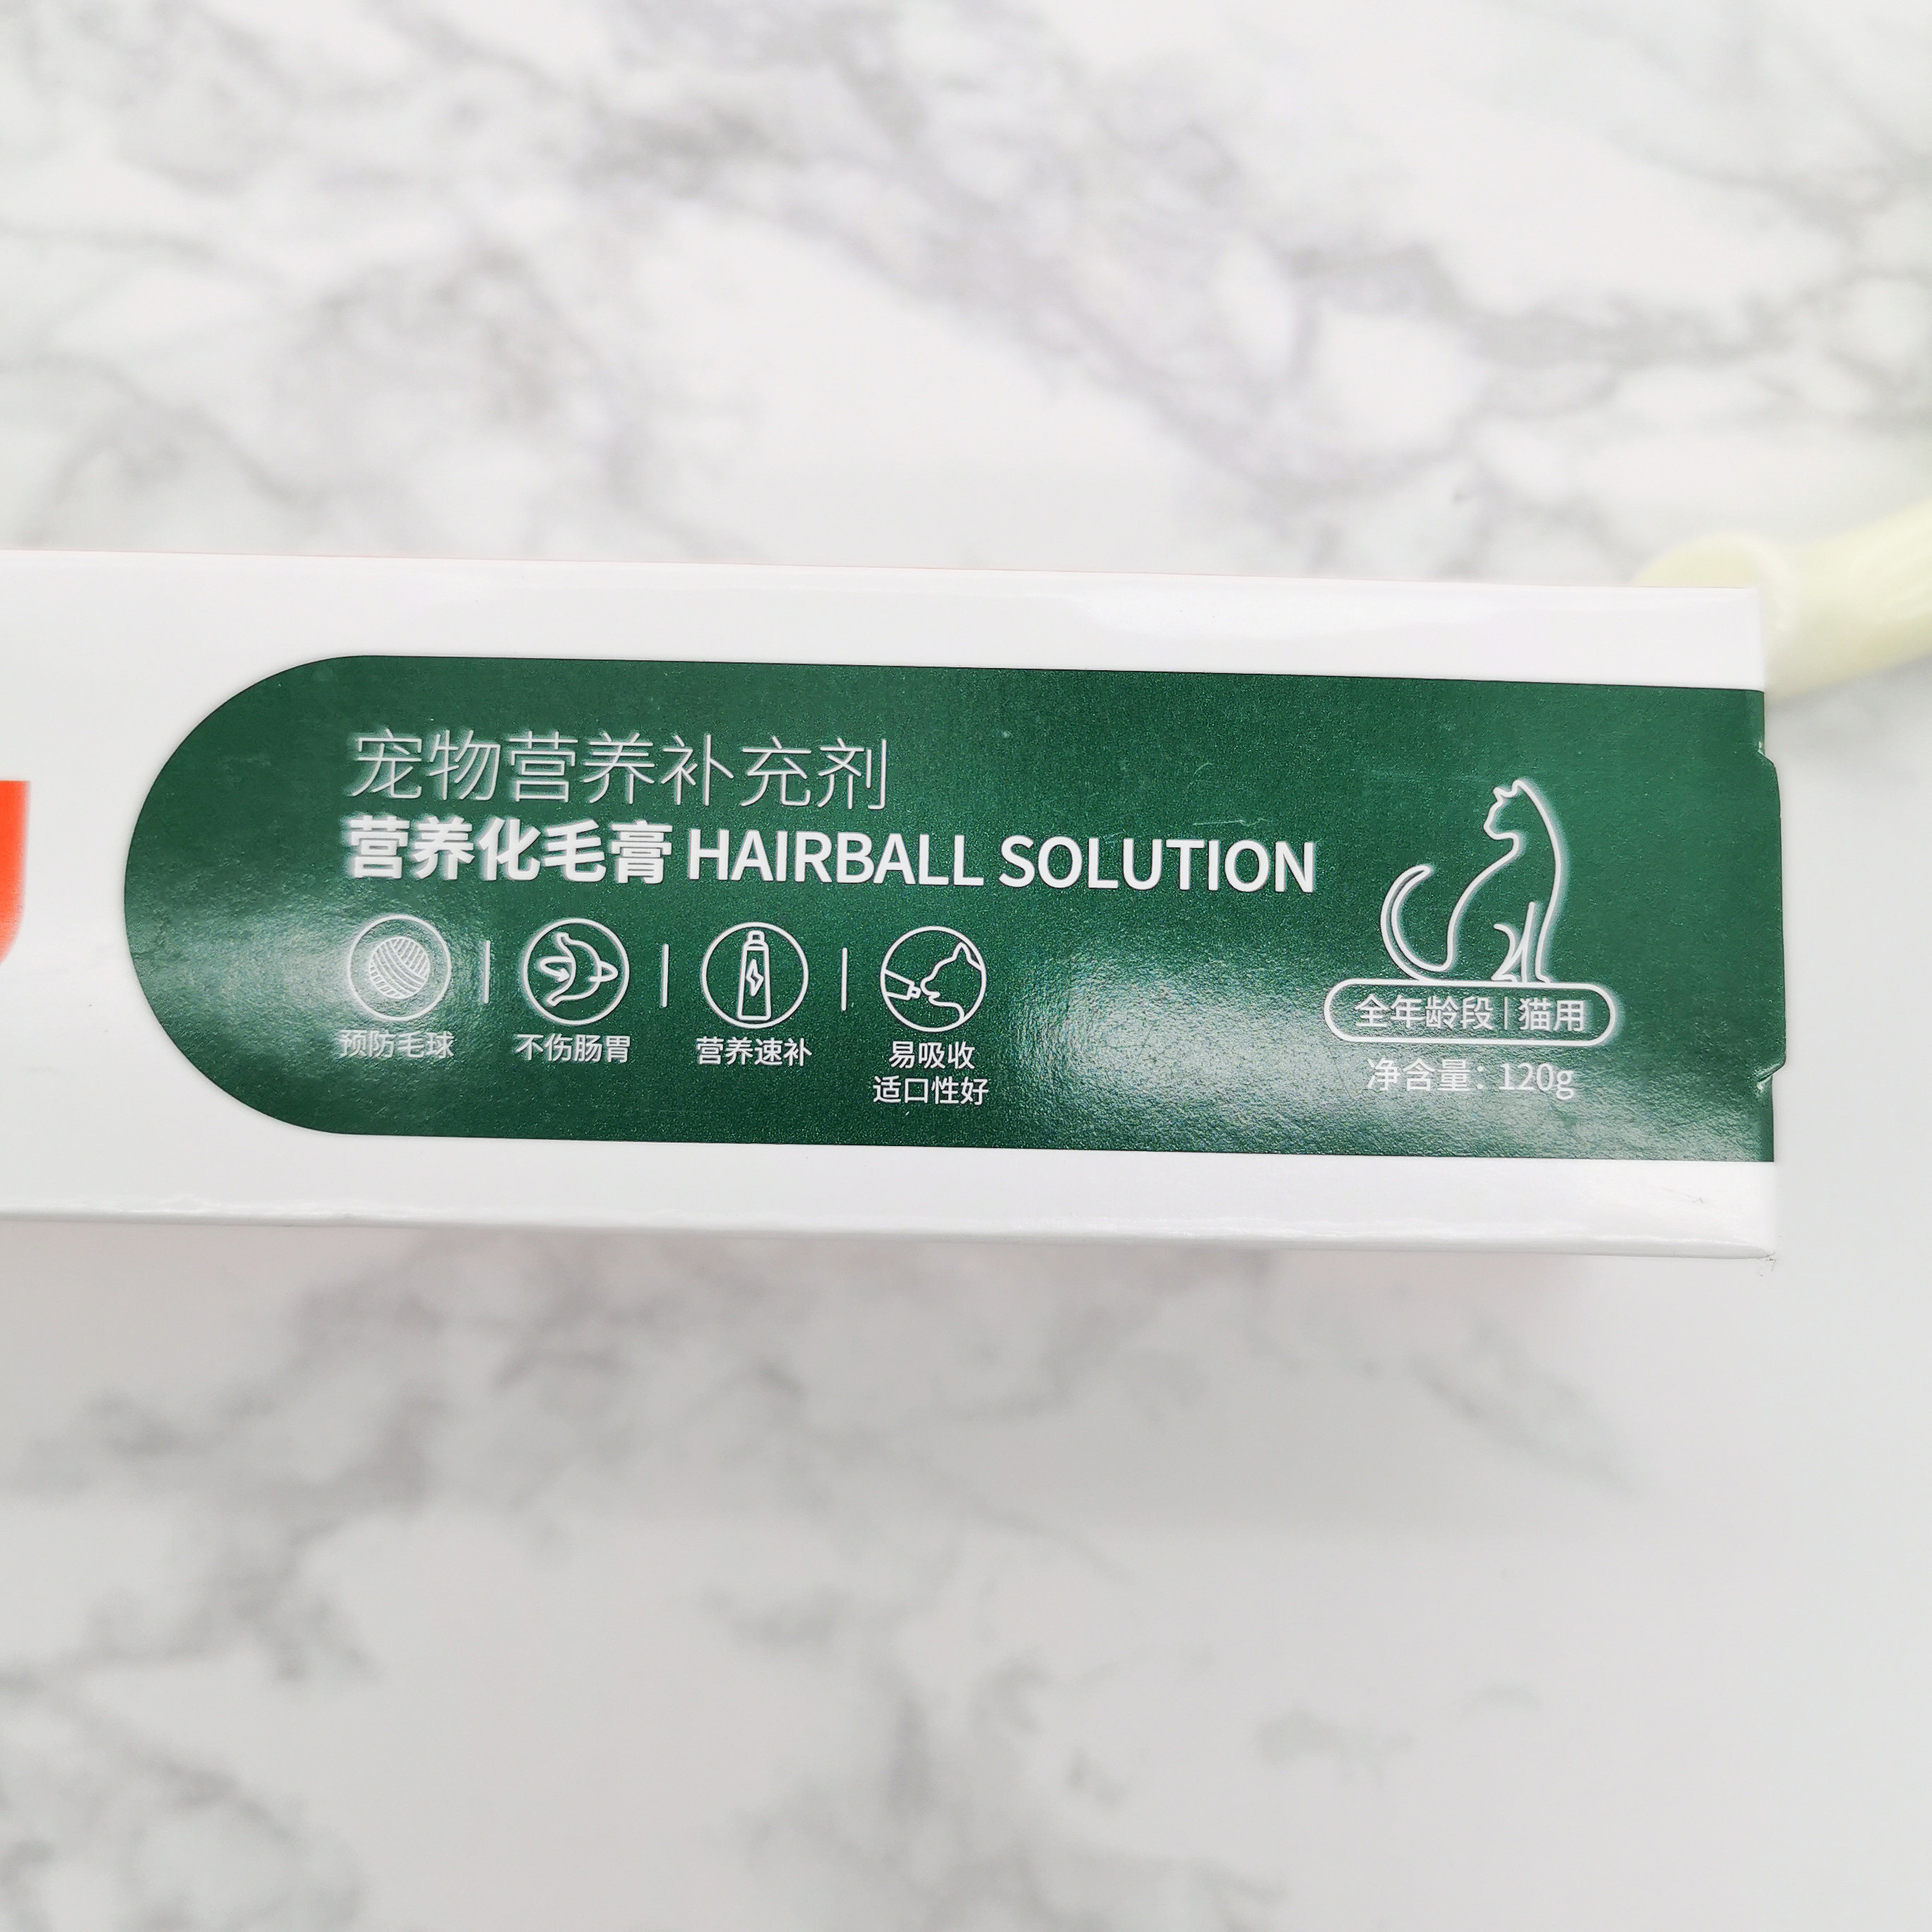 宠物营养补充剂
营养化毛膏 HAIRBALL SOLUTION
预防毛球
不伤肠胃
营养速补
易吸收
适口性好
全年龄段|猫用
净含量：120g